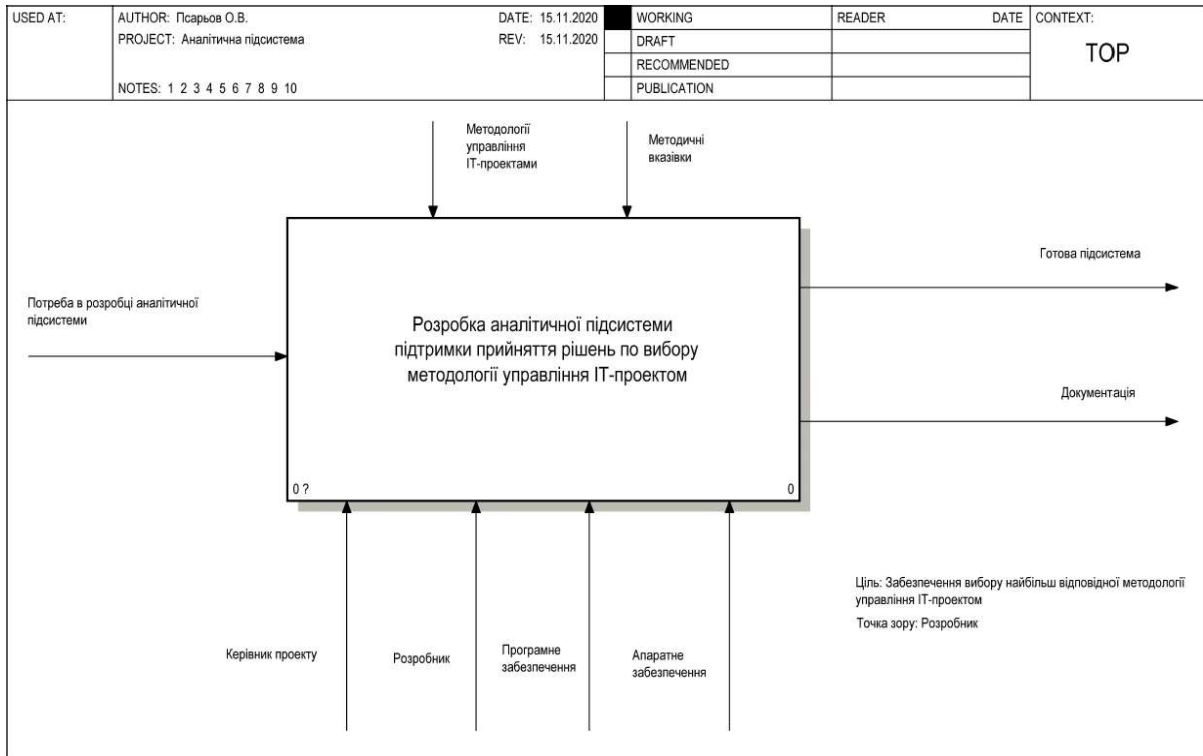 USED AT:
AUTHOR: Псарьов О.В.
DATE: 15.11.2020
WORKING
READER
DATE
CONTEXT:
PROJECT: Аналітична підсистема
REV: 15.11.2020
DRAFT
TOP
RECOMMENDED
NOTES: 1 2 3 4 5 6 7 8 9 10
PUBLICATION
Методології
управління
ІТ-проектами
Методичні
вказівки
Готова підсистема
Потреба в розробці аналітичної
підсистеми
Розробка аналітичної підсистеми
підтримки прийняття рішень по вибору
методології управління ІТ-проектом
Документація
0 ?
0
Ціль: Забезпечення вибору найбільш відповідної методології
управління ІТ-проектом
Точка зору: Розробник
Керівник проекту
Розробник
Програмне
забезпечення
Апаратне
забезпечення